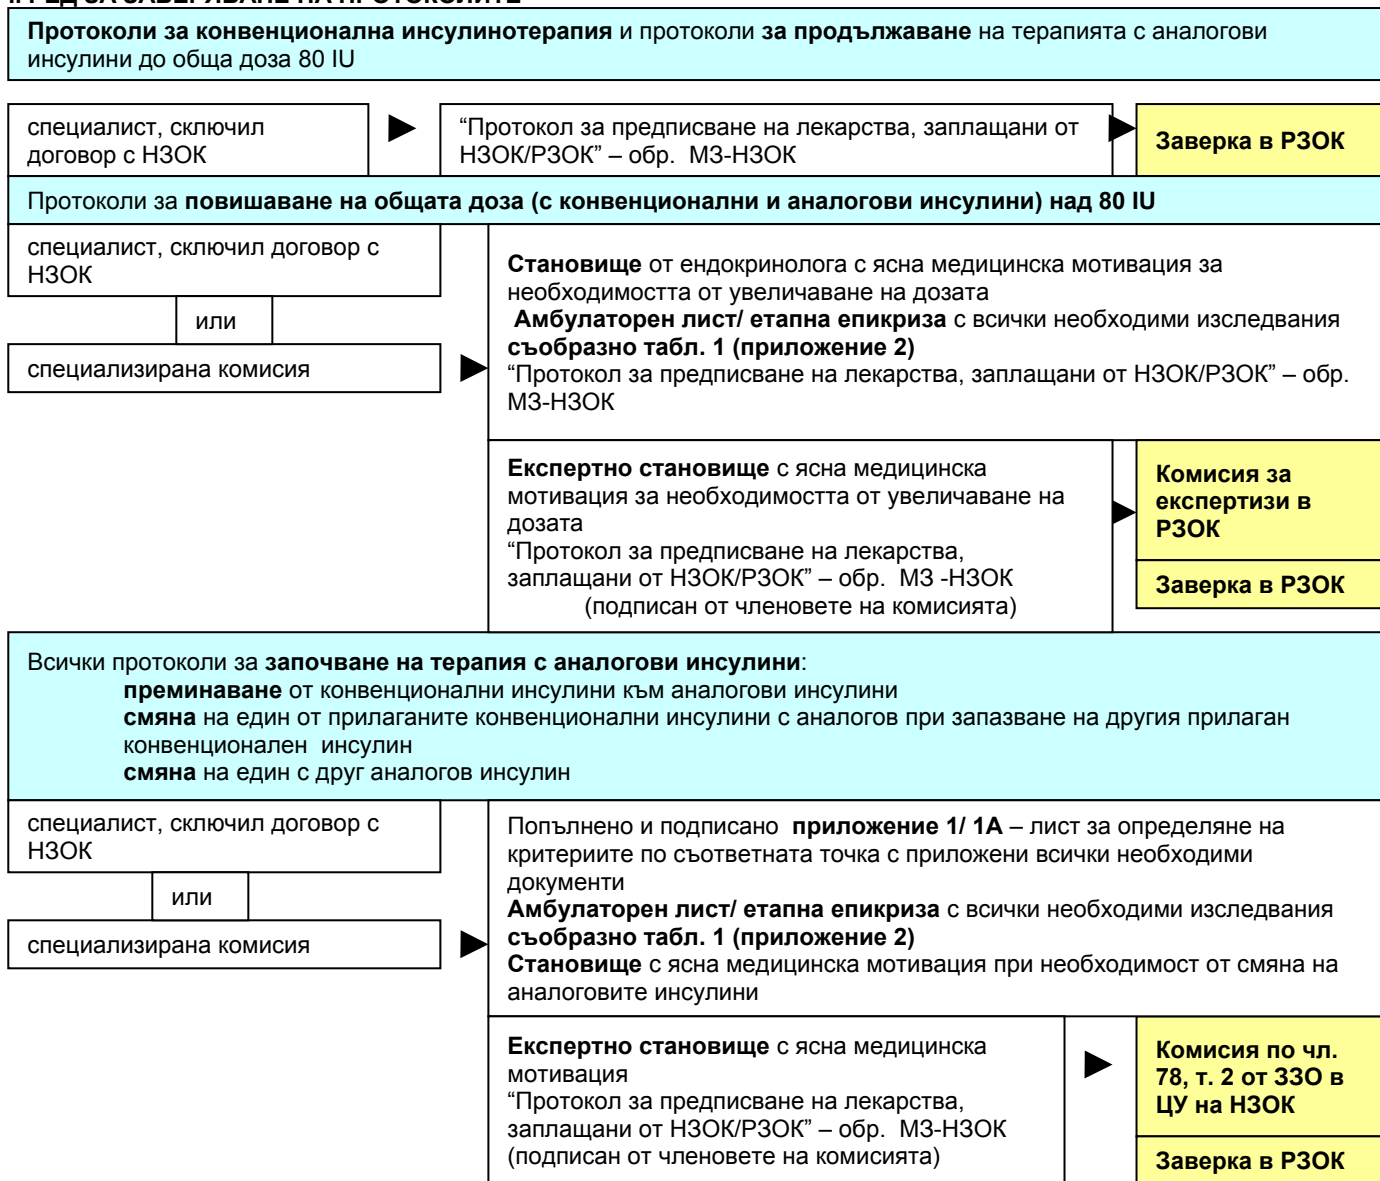 Протоколи за конвенционална инсулинотерапия и протоколи за продължаване на терапията с аналогови
инсулини до обща доза 80 IU
специалист, сключил
договор с НЗОК
“Протокол за предписване на лекарства, заплащани от
НЗОК/РЗОК” – обр. МЗ-НЗОК
Заверка в РЗОК
Протоколи за повишаване на общата доза (с конвенционални и аналогови инсулини) над 80 IU
специалист, сключил договор с
НЗОК
или
специализирана комисия
Становище от ендокринолога с ясна медицинска мотивация за
необходимостта от увеличаване на дозата
Амбулаторен лист/ етапна епикриза с всички необходими изследвания
съобразно табл. 1 (приложение 2)
“Протокол за предписване на лекарства, заплащани от НЗОК/РЗОК” – обр.
МЗ-НЗОК
Експертно становище с ясна медицинска
мотивация за необходимостта от увеличаване на
дозата
“Протокол за предписване на лекарства,
заплащани от НЗОК/РЗОК” – обр. МЗ -НЗОК
(подписан от членовете на комисията)
Комисия за
експертизи в
РЗОК
Заверка в РЗОК
Всички протоколи за започване на терапия с аналогови инсулини:
преминаване от конвенционални инсулини към аналогови инсулини
смяна на един от прилаганите конвенционални инсулини с аналогов при запазване на другия прилаган
конвенционален инсулин
смяна на един с друг аналогов инсулин
специалист, сключил договор с
НЗОК
или
специализирана комисия
Попълнено и подписано приложение 1/ 1А – лист за определяне на
критериите по съответната точка с приложени всички необходими
документи
Амбулаторен лист/ етапна епикриза с всички необходими изследвания
съобразно табл. 1 (приложение 2)
Становище с ясна медицинска мотивация при необходимост от смяна на
аналоговите инсулини
Експертно становище с ясна медицинска
мотивация
“Протокол за предписване на лекарства,
заплащани от НЗОК/РЗОК” – обр. МЗ-НЗОК
(подписан от членовете на комисията)
Комисия по чл.
78, т. 2 от ЗЗО в
ЦУ на НЗОК
Заверка в РЗОК